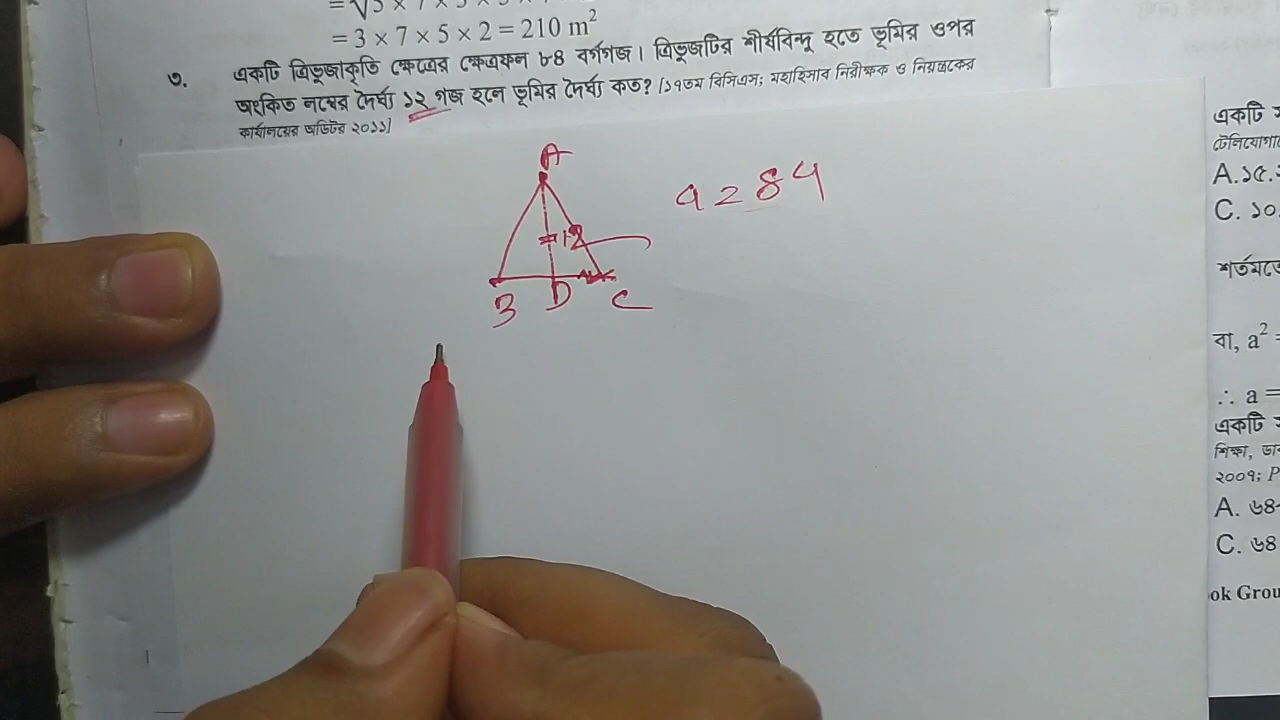 = 3 × 7 × 5 × 2 = 210 m²
৩. একটি ত্রিভুজাকৃতি ক্ষেত্রের ক্ষেত্রফল ৮৪ বর্গগজ। ত্রিভুজটির শীর্ষবিন্দু হতে ভূমির ওপর
অংকিত লম্বের দৈর্ঘ্য ১২ গজ হলে ভূমির দৈর্ঘ্য কত? [১৭তম বিসিএস; মহাহিসাব নিরীক্ষক ও নিয়ন্ত্রকের
কার্যালয়ের অডিটর ২০১১]
A
12
B D C
a = 84
একটি
A. ১৫.
C. ১০
শর্তমতে
বা, a² =
∴ a =
একটি
শিক্ষা,
২০০৭;
A. ৬৪
C. ৬৪
ok Grou